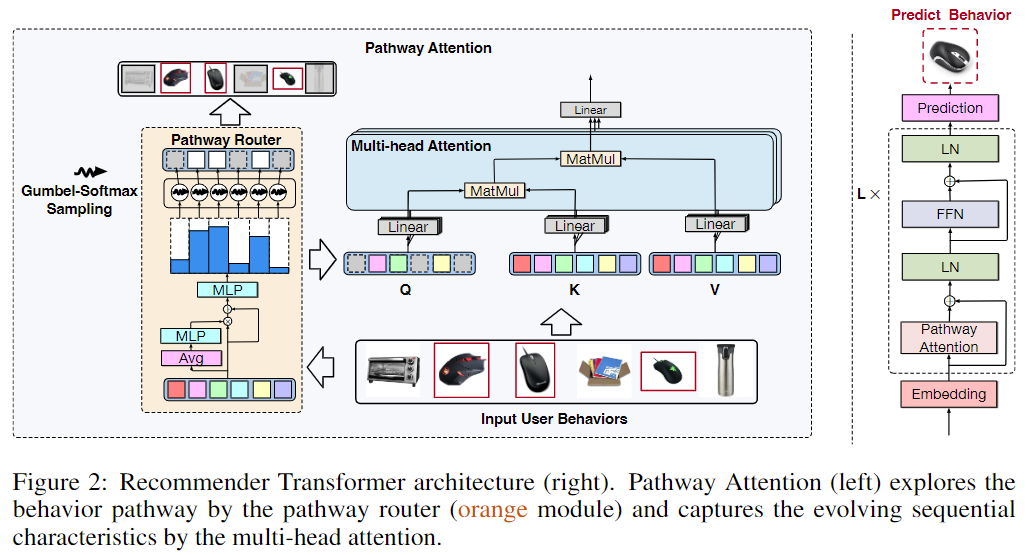 Predict Behavior
Pathway Attention
Pathway Router
Gumbel-Softmax
Sampling
MLP
MLP
Avg
Linear
Multi-head Attention
MatMul
MatMul
Linear
Linear
Linear
Q
K
V
Input User Behaviors
Prediction
LN
L ×
FFN
LN
Pathway
Attention
Embedding
Figure 2: Recommender Transformer architecture (right). Pathway Attention (left) explores the
behavior pathway by the pathway router (orange module) and captures the evolving sequential
characteristics by the multi-head attention.